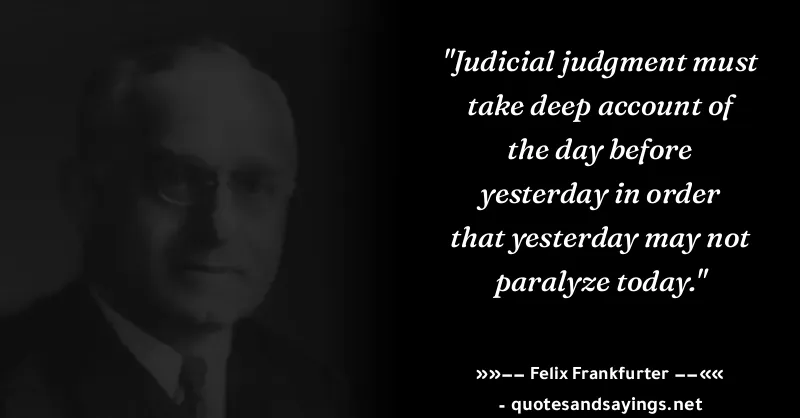 "Judicial judgment must
take deep account of
the day before
yesterday in order
that yesterday may not
paralyze today."
»»−− Felix Frankfurter −−««
- quotesandsayings.net